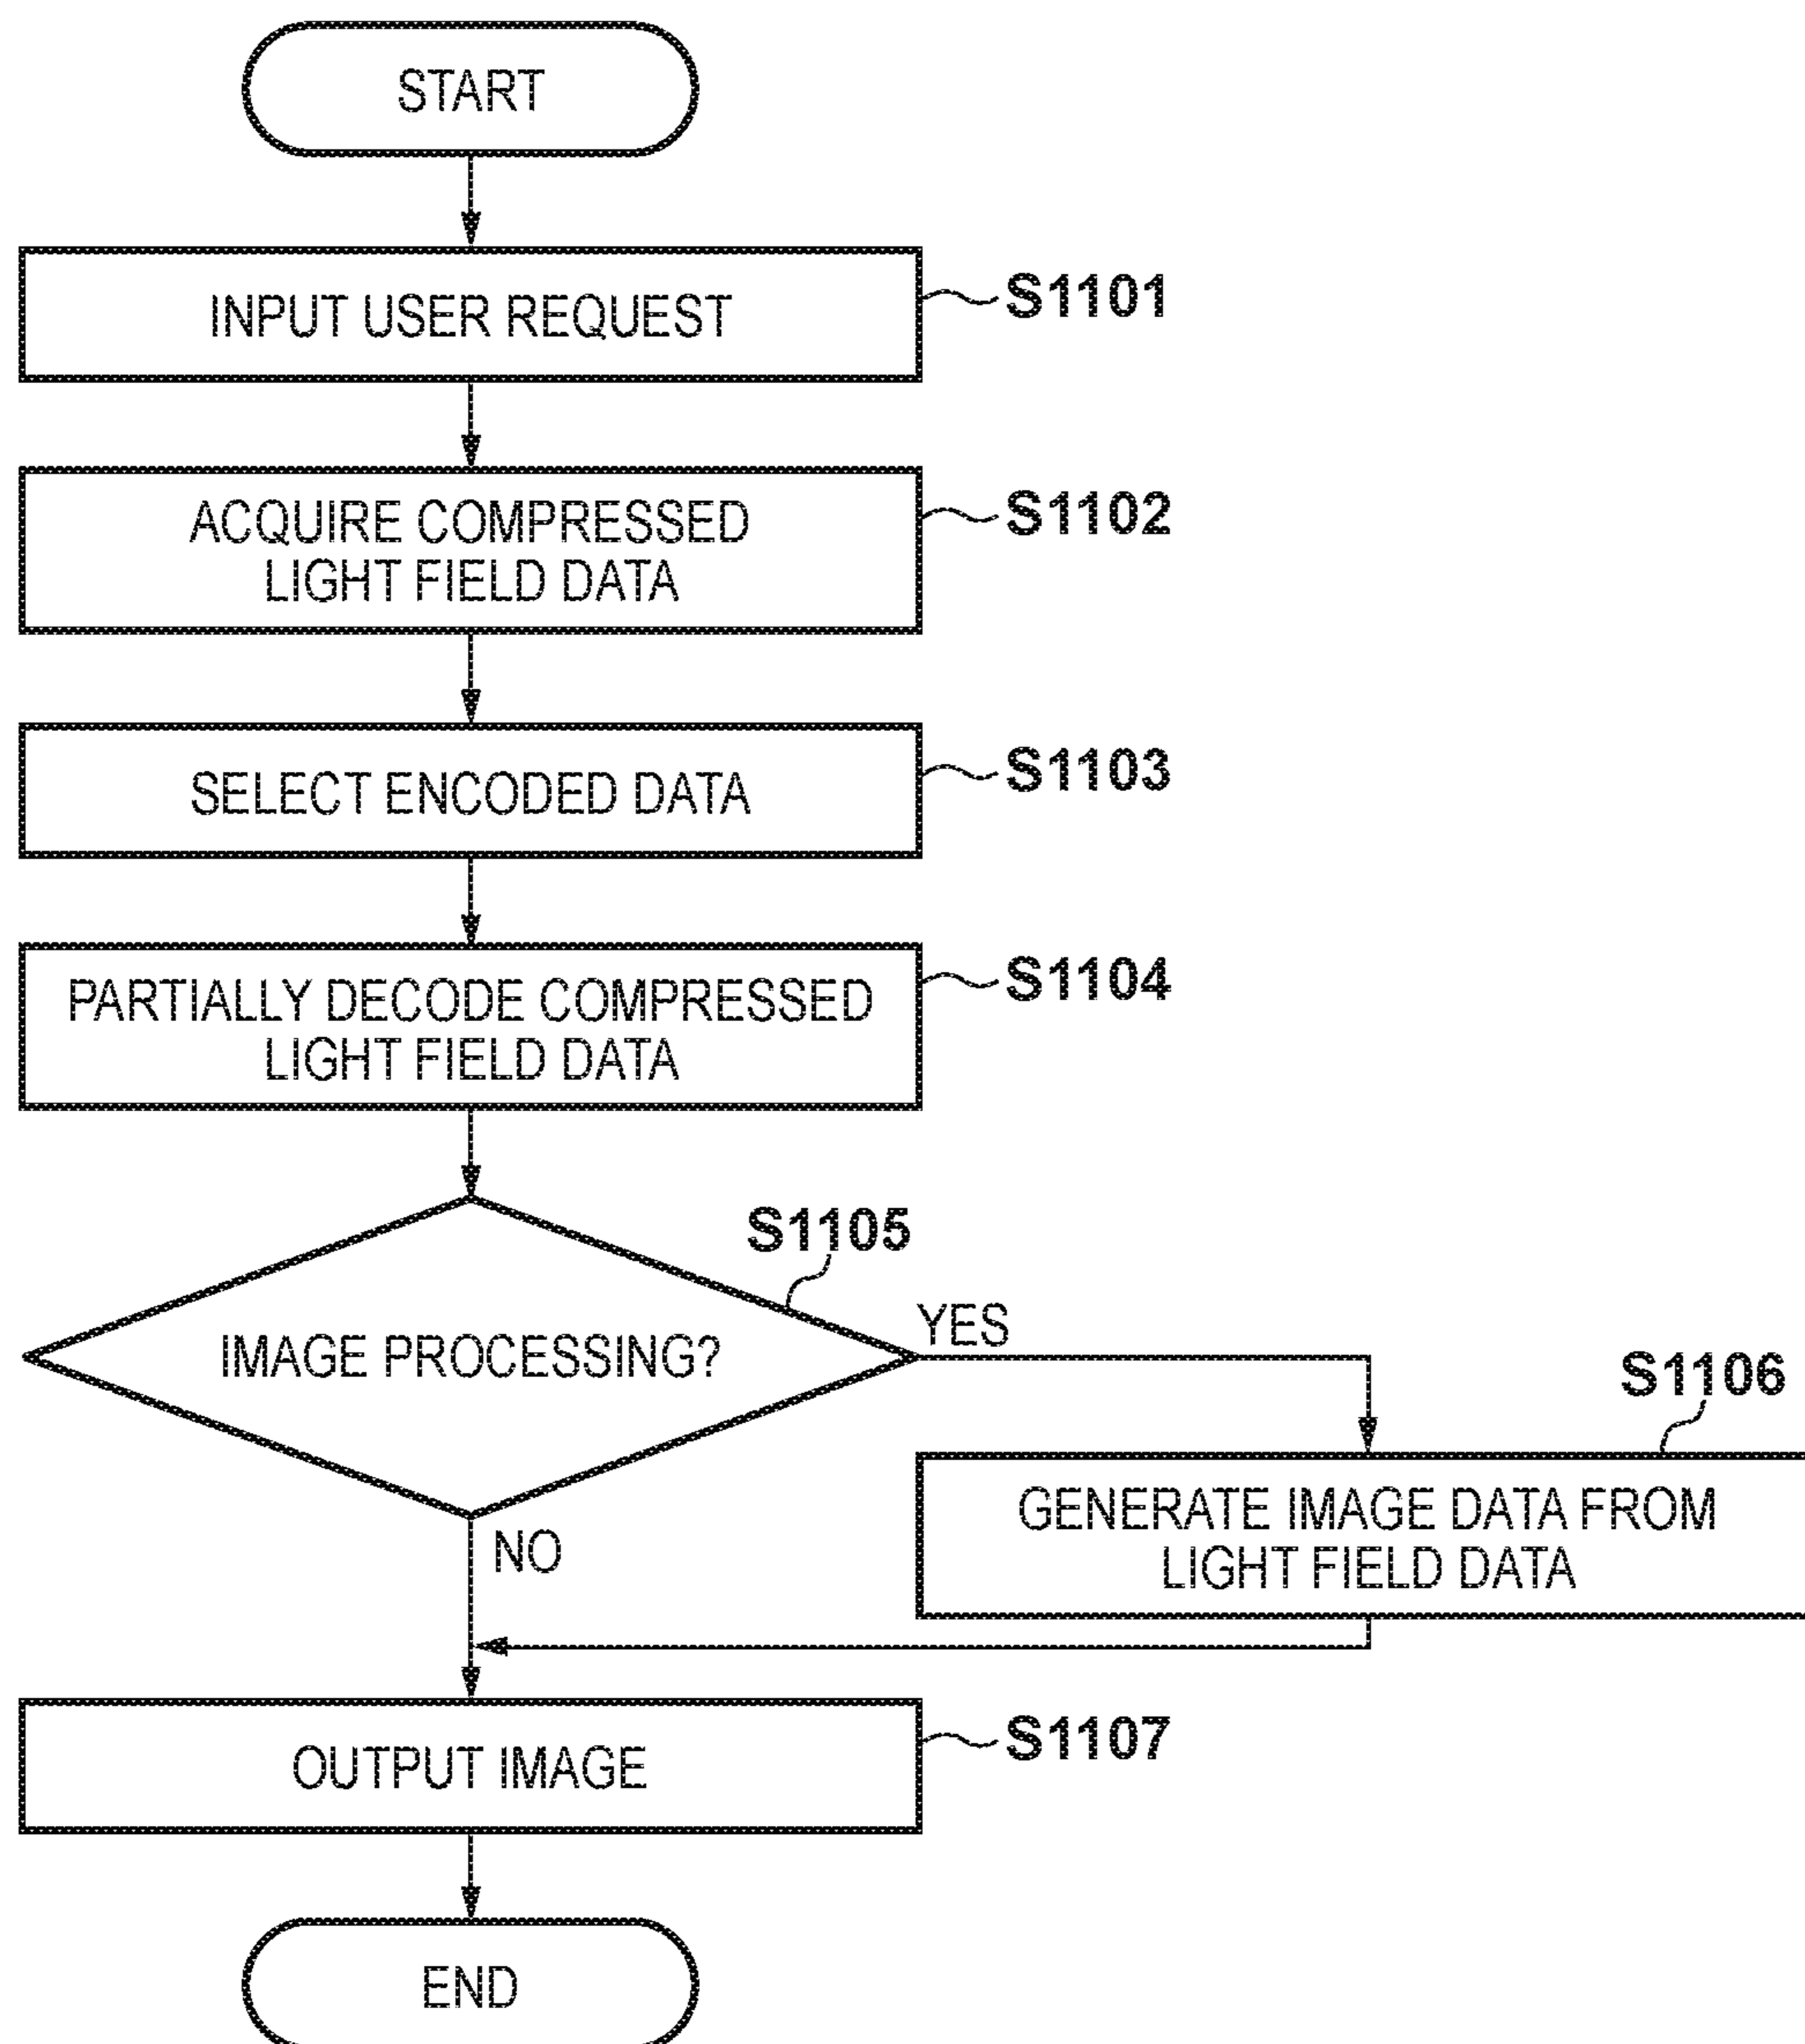 START
INPUT USER REQUEST
S1101
ACQUIRE COMPRESSED
LIGHT FIELD DATA
S1102
SELECT ENCODED DATA
S1103
PARTIALLY DECODE COMPRESSED
LIGHT FIELD DATA
S1104
S1105
IMAGE PROCESSING?
YES
NO
S1106
GENERATE IMAGE DATA FROM
LIGHT FIELD DATA
OUTPUT IMAGE
S1107
END